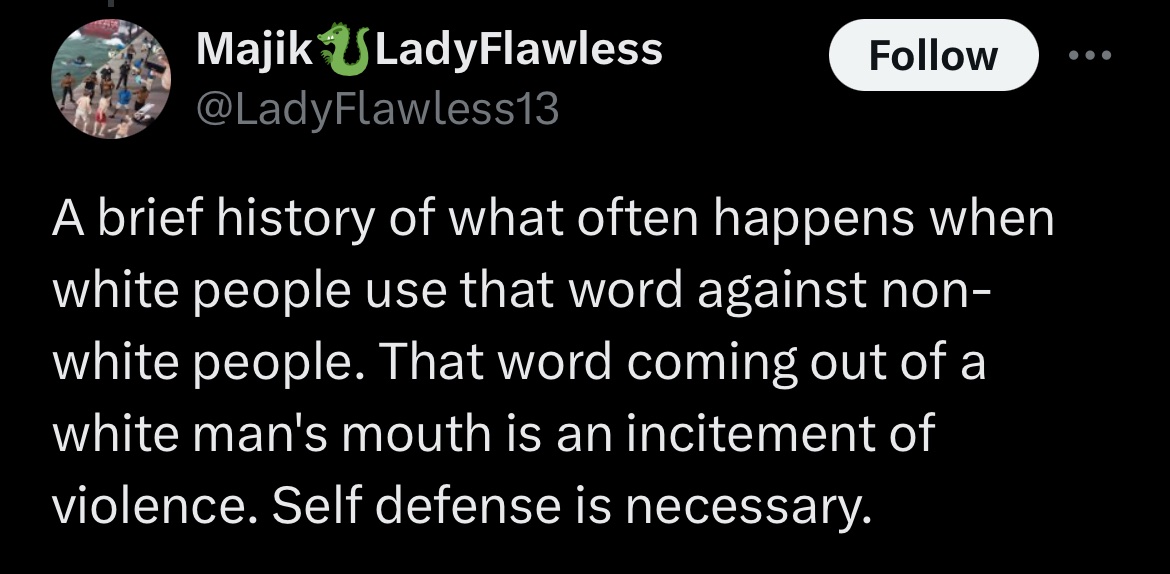 Majik🐉LadyFlawless
@LadyFlawless13
Follow
A brief history of what often happens when
white people use that word against non-
white people. That word coming out of a
white man's mouth is an incitement of
violence. Self defense is necessary.